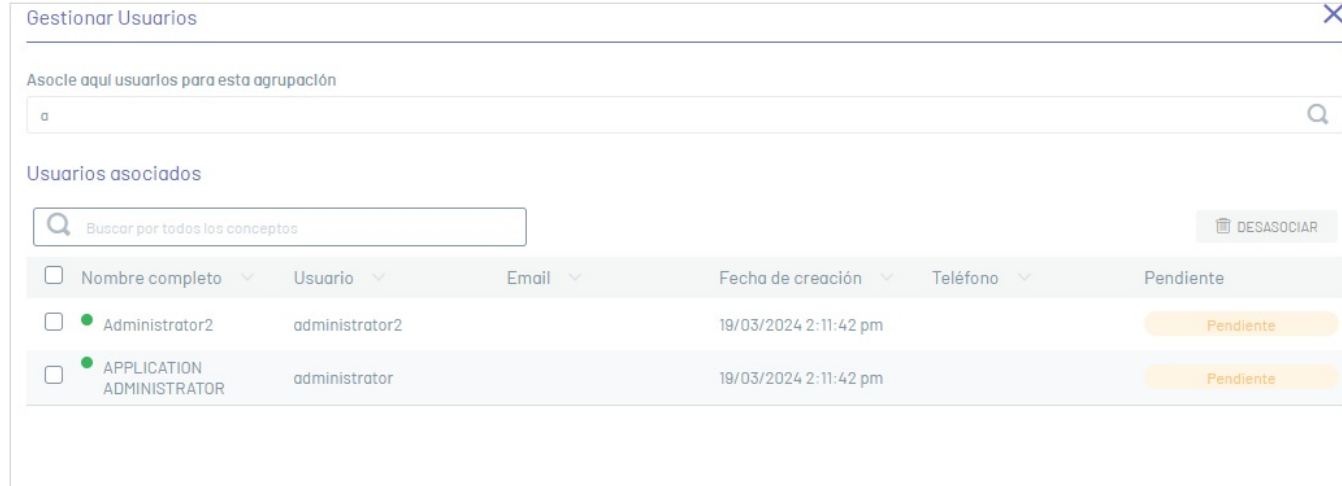 Gestionar Usuarios
Asocie aquí usuarios para esta agrupación
a
Usuarios asociados
Buscar por todos los conceptos
DESASOCIAR
Nombre completo Usuario Email Fecha de creación Teléfono Pendiente
Administrator2 administrator2 19/03/2024 2:11:42 pm Pendiente
APPLICATION
ADMINISTRATOR administrator 19/03/2024 2:11:42 pm Pendiente